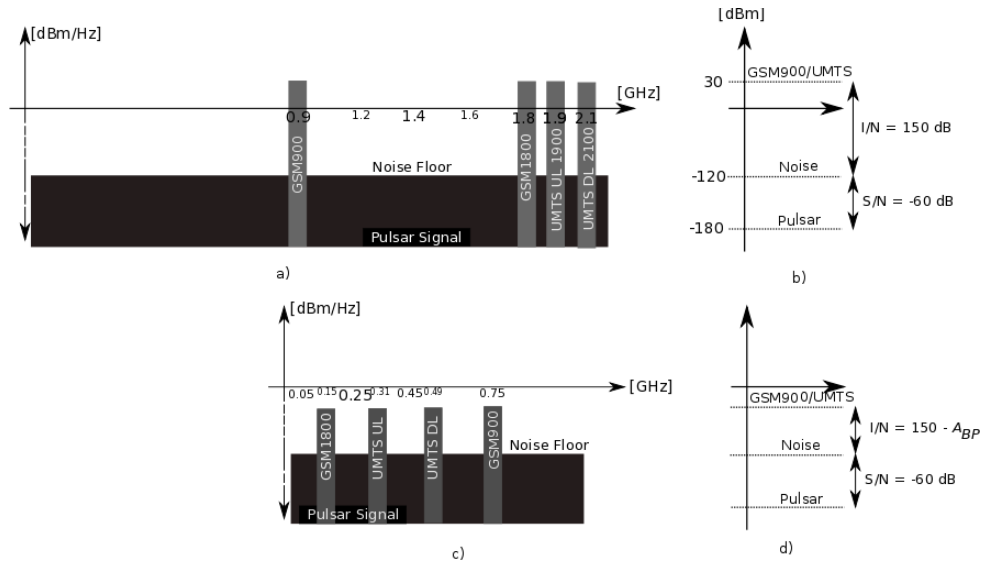 [dBm/Hz]
[GHz]
0.9
1.2
1.4
1.6
1.8
1.9
2.1
GSM900
GSM1800
UMTS UL 1900
UMTS DL 2100
Noise Floor
Pulsar Signal
a)
[dBm]
GSM900/UMTS
30
I/N = 150 dB
Noise
-120
S/N = -60 dB
Pulsar
-180
b)
[dBm/Hz]
[GHz]
0.05
0.15
0.25
0.31
0.45
0.49
0.75
GSM1800
UMTS UL
UMTS DL
GSM900
Noise Floor
Pulsar Signal
c)
GSM900/UMTS
I/N = 150 - ABP
Noise
S/N = -60 dB
Pulsar
d)